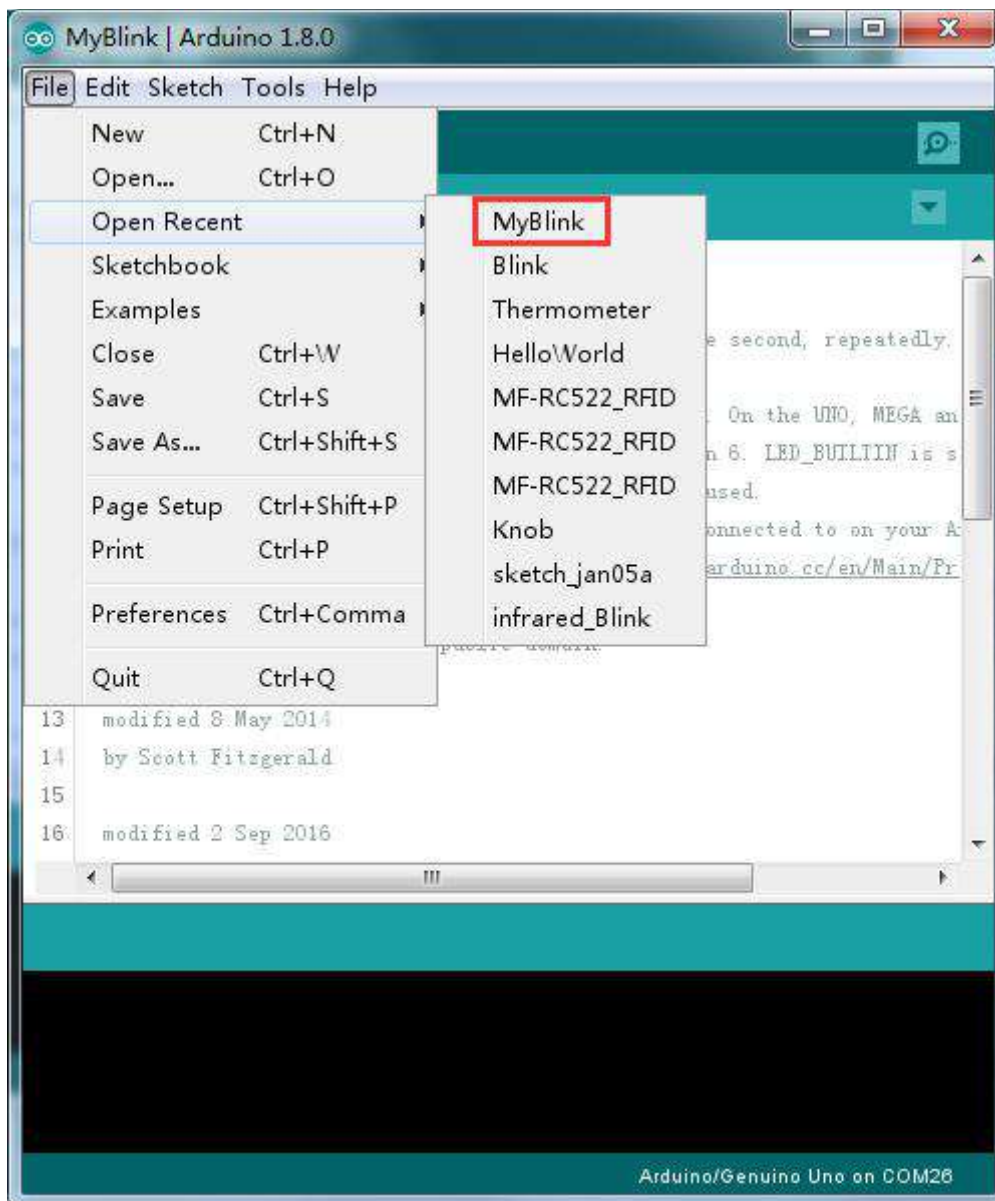 MyBlink | Arduino 1.8.0
File Edit Sketch Tools Help
New Ctrl+N
Open... Ctrl+O
Open Recent
Sketchbook
Examples
Close Ctrl+W
Save Ctrl+S
Save As... Ctrl+Shift+S
Page Setup Ctrl+Shift+P
Print Ctrl+P
Preferences Ctrl+Comma
Quit Ctrl+Q
MyBlink
Blink
Thermometer
HelloWorld
MF-RC522_RFID
MF-RC522_RFID
MF-RC522_RFID
Knob
sketch_jan05a
infrared_Blink
e second, repeatedly.
. On the UNO, MEGA an
n 6. LED_BUILTIN is s
used.
onnected to on your A
arduino.cc/en/Main/Pr
13 modified 8 May 2014
14 by Scott Fitzgerald
15
16 modified 2 Sep 2016
Arduino/Genuino Uno on COM26